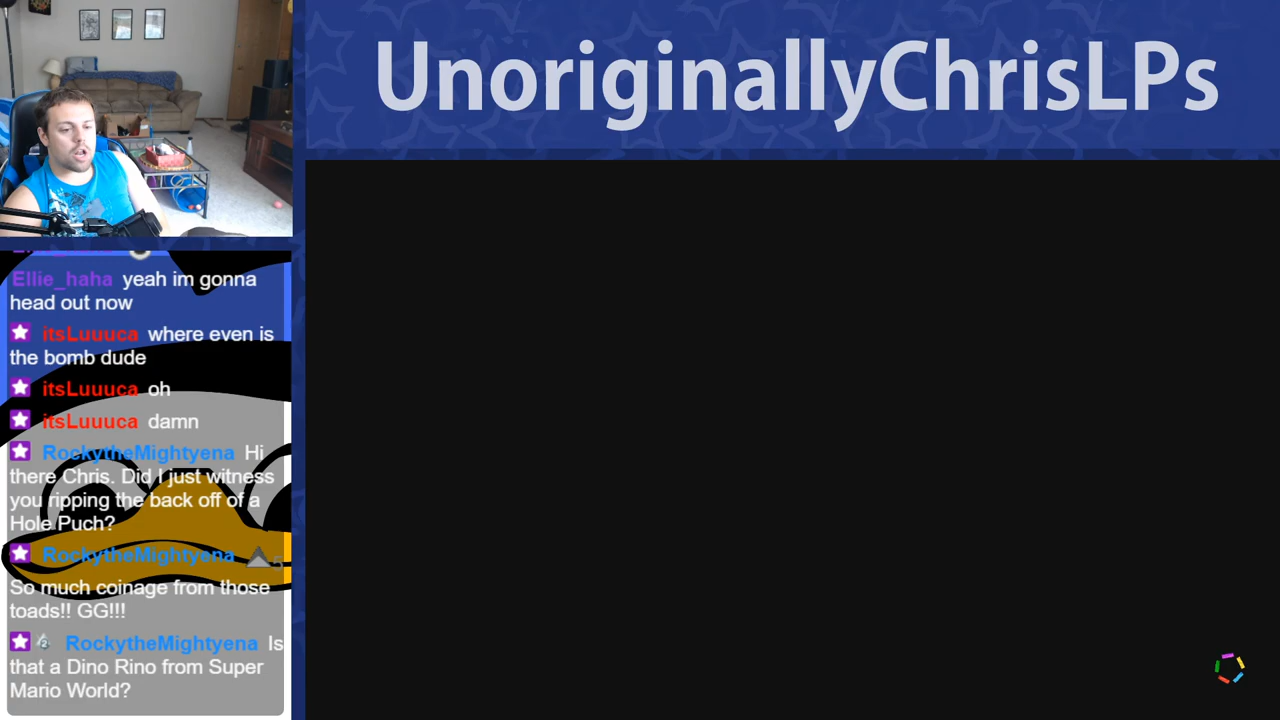 UnoriginallyChrisLPs
Ellie_haha yeah im gonna
head out now
itsLuuuca where even is
the bomb dude
itsLuuuca oh
itsLuuuca damn
RockytheMightyena Hi
there Chris. Did I just witness
you ripping the back off of a
Hole Puch?
RockytheMightyena 5
So much coinage from those
toads!! GG!!!
RockytheMightyena Is
that a Dino Rino from Super
Mario World?